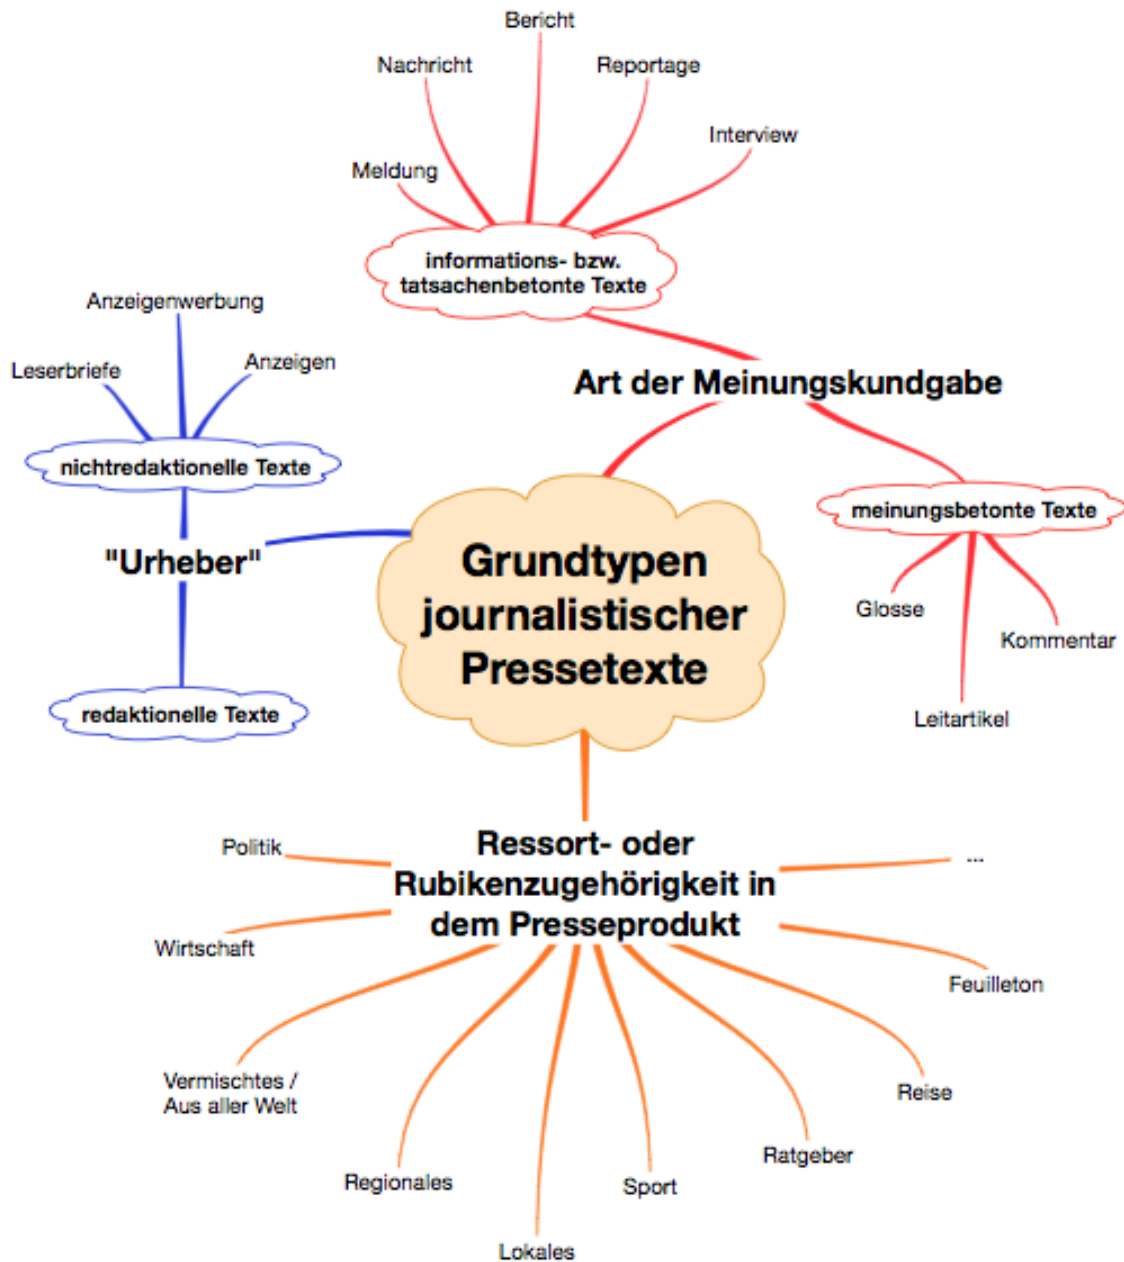 Bericht
Nachricht
Reportage
Interview
Meldung
informations- bzw.
tatsachenbetonte Texte
Anzeigenwerbung
Leserbriefe
Anzeigen
Art der Meinungskundgabe
nichtredaktionelle Texte
meinungsbetonte Texte
"Urheber"
Grundtypen
journalistischer
Pressetexte
Glosse
Kommentar
Leitartikel
redaktionelle Texte
Ressort- oder
Rubikenzugehörigkeit in
dem Presseprodukt
Politik
...
Wirtschaft
Feuilleton
Vermischtes /
Aus aller Welt
Reise
Ratgeber
Regionales
Sport
Lokales